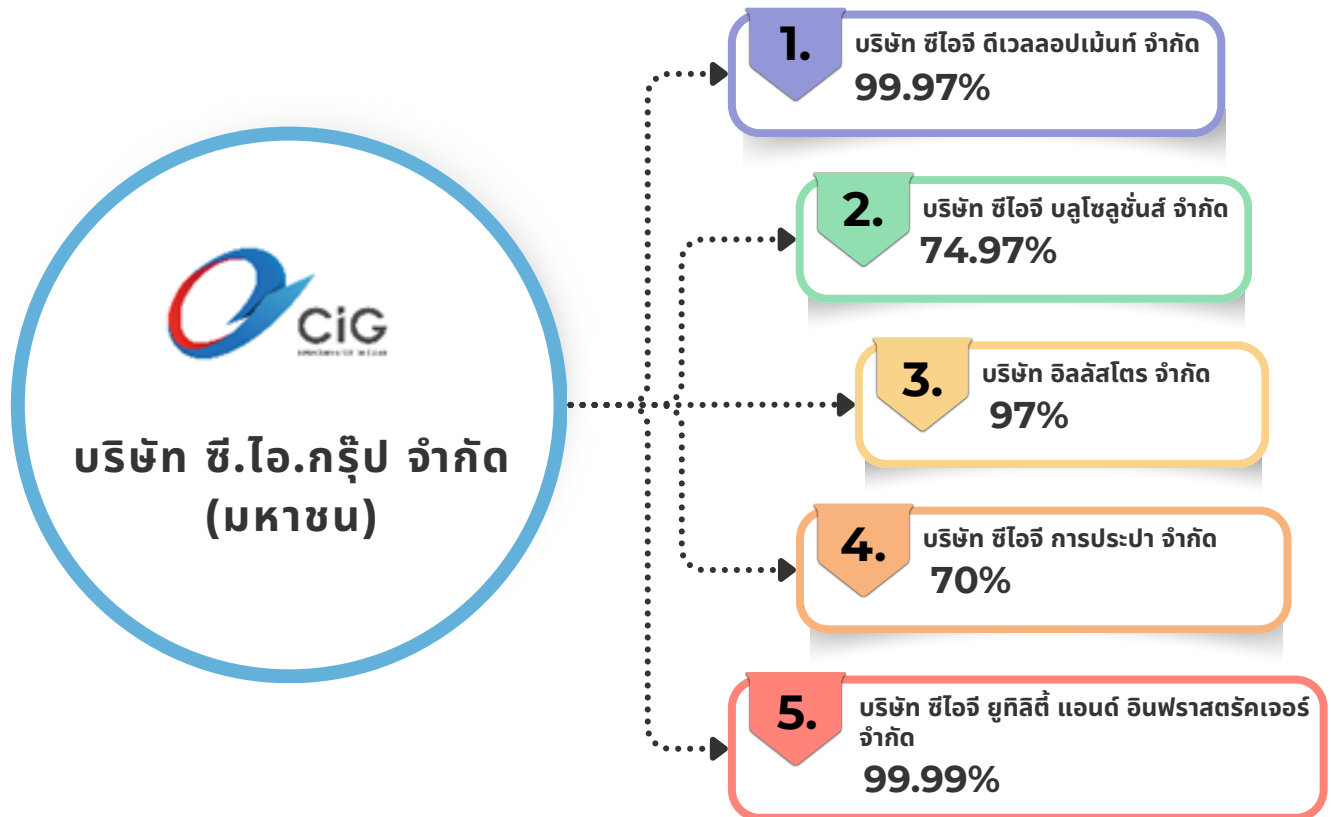 CiG
บริษัท ซี.ไอ.กรุ๊ป จำกัด
(มหาชน)
1.
บริษัท ซีไอจี ดีเวลลอปเม้นท์ จำกัด
99.97%
2.
บริษัท ซีไอจี บลูโซลูชั่นส์ จำกัด
74.97%
3.
บริษัท อิลลัสโตร จำกัด
97%
4.
บริษัท ซีไอจี การประปา จำกัด
70%
5.
บริษัท ซีไอจี ยูทิลิตี้ แอนด์ อินฟราสตรัคเจอร์
จำกัด
99.99%